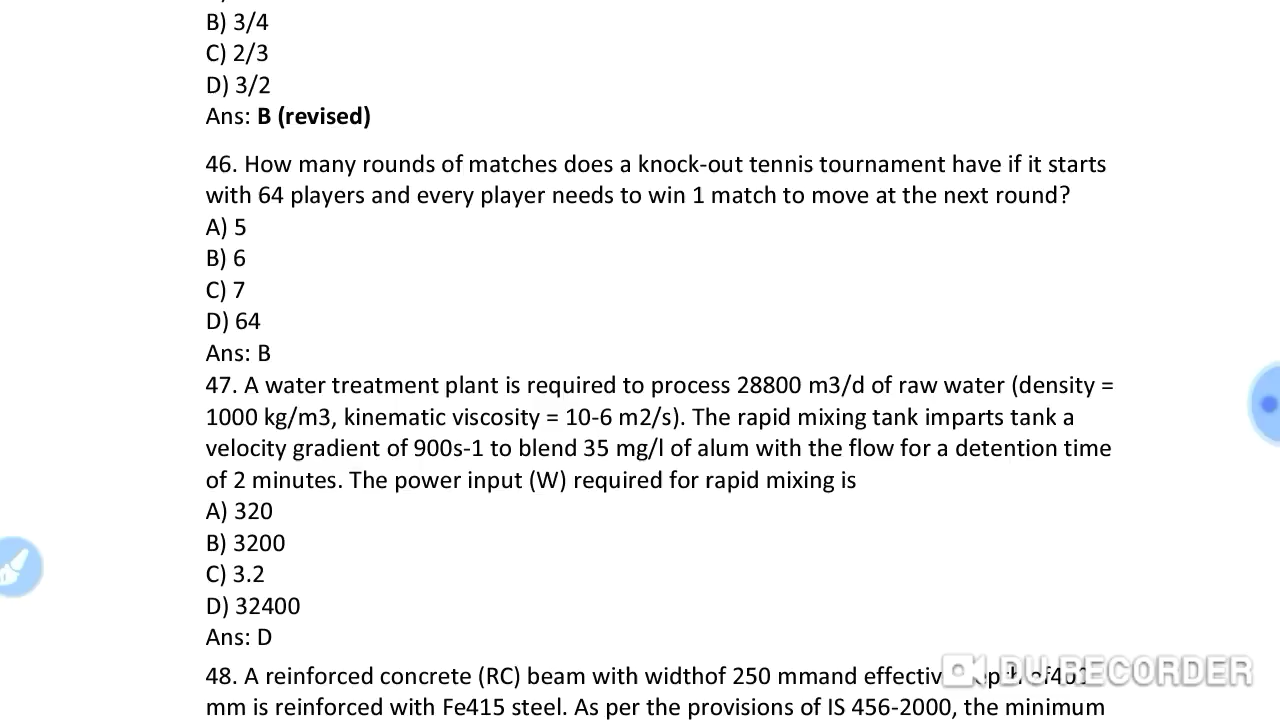 B) 3/4
C) 2/3
D) 3/2
Ans: B (revised)
46. How many rounds of matches does a knock-out tennis tournament have if it starts
with 64 players and every player needs to win 1 match to move at the next round?
A) 5
B) 6
C) 7
D) 64
Ans: B
47. A water treatment plant is required to process 28800 m3/d of raw water (density =
1000 kg/m3, kinematic viscosity = 10-6 m2/s). The rapid mixing tank imparts tank a
velocity gradient of 900s-1 to blend 35 mg/l of alum with the flow for a detention time
of 2 minutes. The power input (W) required for rapid mixing is
A) 320
B) 3200
C) 3.2
D) 32400
Ans: D
48. A reinforced concrete (RC) beam with widthof 250 mmand
DU RECORDER
mm is reinforced with Fe415 steel. As per the provisions of IS 456-2000, the minimum